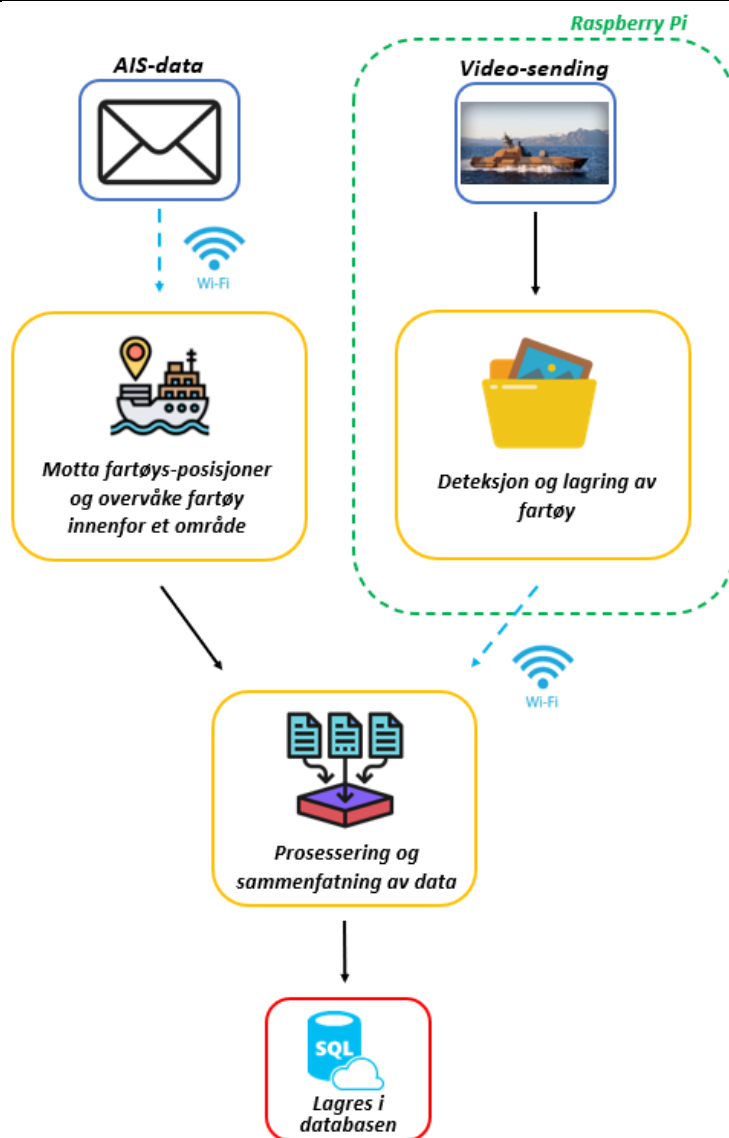 Raspberry Pi
AIS-data
Video-sending
Wi-Fi
Motta fartøys-posisjoner
og overvåke fartøy
innenfor et område
Deteksjon og lagring av
fartøy
Wi-Fi
Prosessering og
sammenfatning av data
SQL
Lagres i
databasen